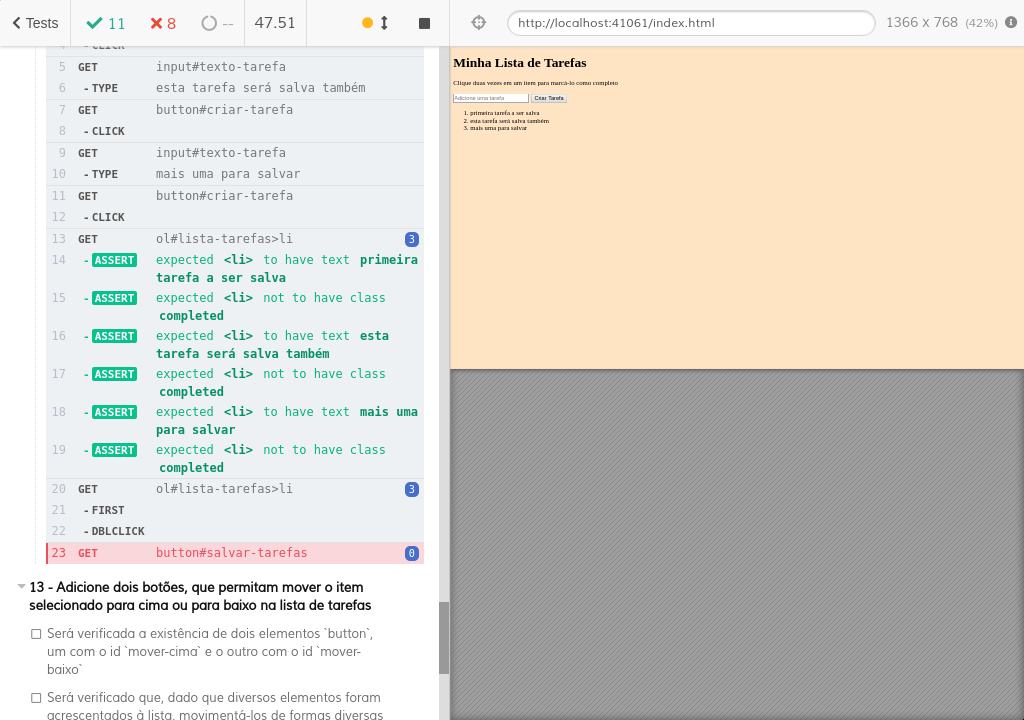 Tests
11
8
--
47.51
http://localhost:41061/index.html
1366 x 768 (42%)
4 - CLICK
5 GET input#texto-tarefa
6 - TYPE esta tarefa será salva também
7 GET button#criar-tarefa
8 - CLICK
9 GET input#texto-tarefa
10 - TYPE mais uma para salvar
11 GET button#criar-tarefa
12 - CLICK
13 GET ol#lista-tarefas>li 3
14 - ASSERT expected <li> to have text primeira
tarefa a ser salva
15 - ASSERT expected <li> not to have class
completed
16 - ASSERT expected <li> to have text esta
tarefa será salva também
17 - ASSERT expected <li> not to have class
completed
18 - ASSERT expected <li> to have text mais uma
para salvar
19 - ASSERT expected <li> not to have class
completed
20 GET ol#lista-tarefas>li 3
21 - FIRST
22 - DBLCLICK
23 GET button#salvar-tarefas 0
13 - Adicione dois botões, que permitam mover o item
selecionado para cima ou para baixo na lista de tarefas
Será verificada a existência de dois elementos `button`,
um com o id `mover-cima` e o outro com o id `mover-
baixo`
Será verificado que, dado que diversos elementos foram
acrescentados à lista, movimentá-los de formas diversas
Minha Lista de Tarefas
Clique duas vezes em um item para marcá-lo como completo
Adicione uma tarefa Criar Tarefa
1. primeira tarefa a ser salva
2. esta tarefa será salva também
3. mais uma para salvar